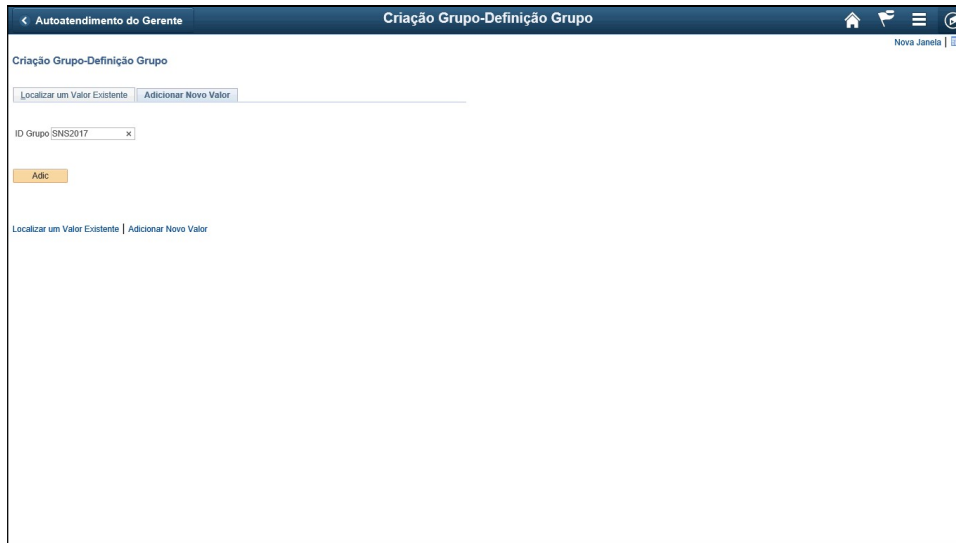 Autoatendimento do Gerente Criação Grupo-Definição Grupo
Nova Janela |
Criação Grupo-Definição Grupo
Localizar um Valor Existente Adicionar Novo Valor
ID Grupo SNS2017 ×
Adic
Localizar um Valor Existente | Adicionar Novo Valor